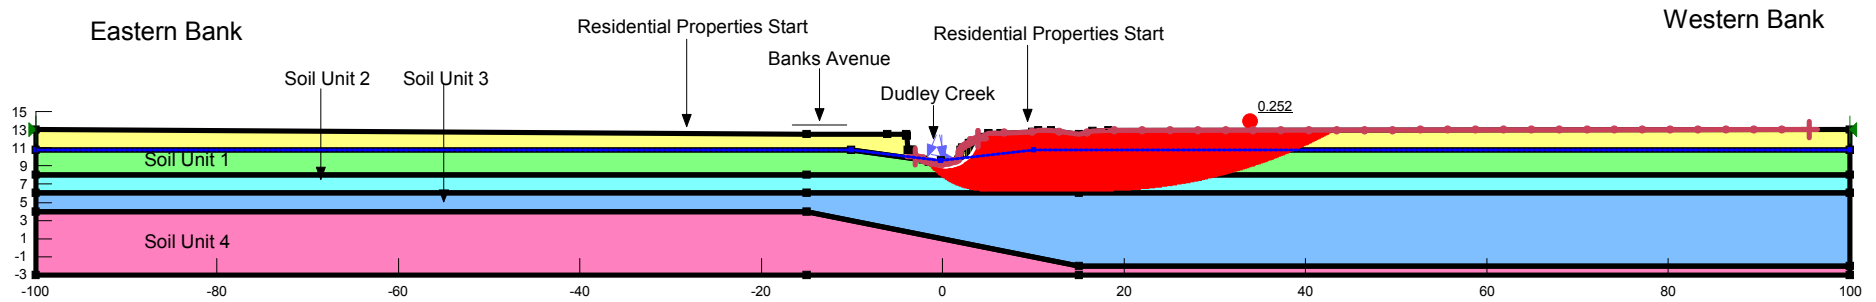 Eastern Bank
Residential Properties Start
Western Bank
Residential Properties Start
Banks Avenue
Soil Unit 2
Soil Unit 3
Dudley Creek
0.252
15
13
11
9
7
5
3
1
-1
-3
Soil Unit 1
Soil Unit 4
-100
-80
-60
-40
-20
0
20
40
60
80
100